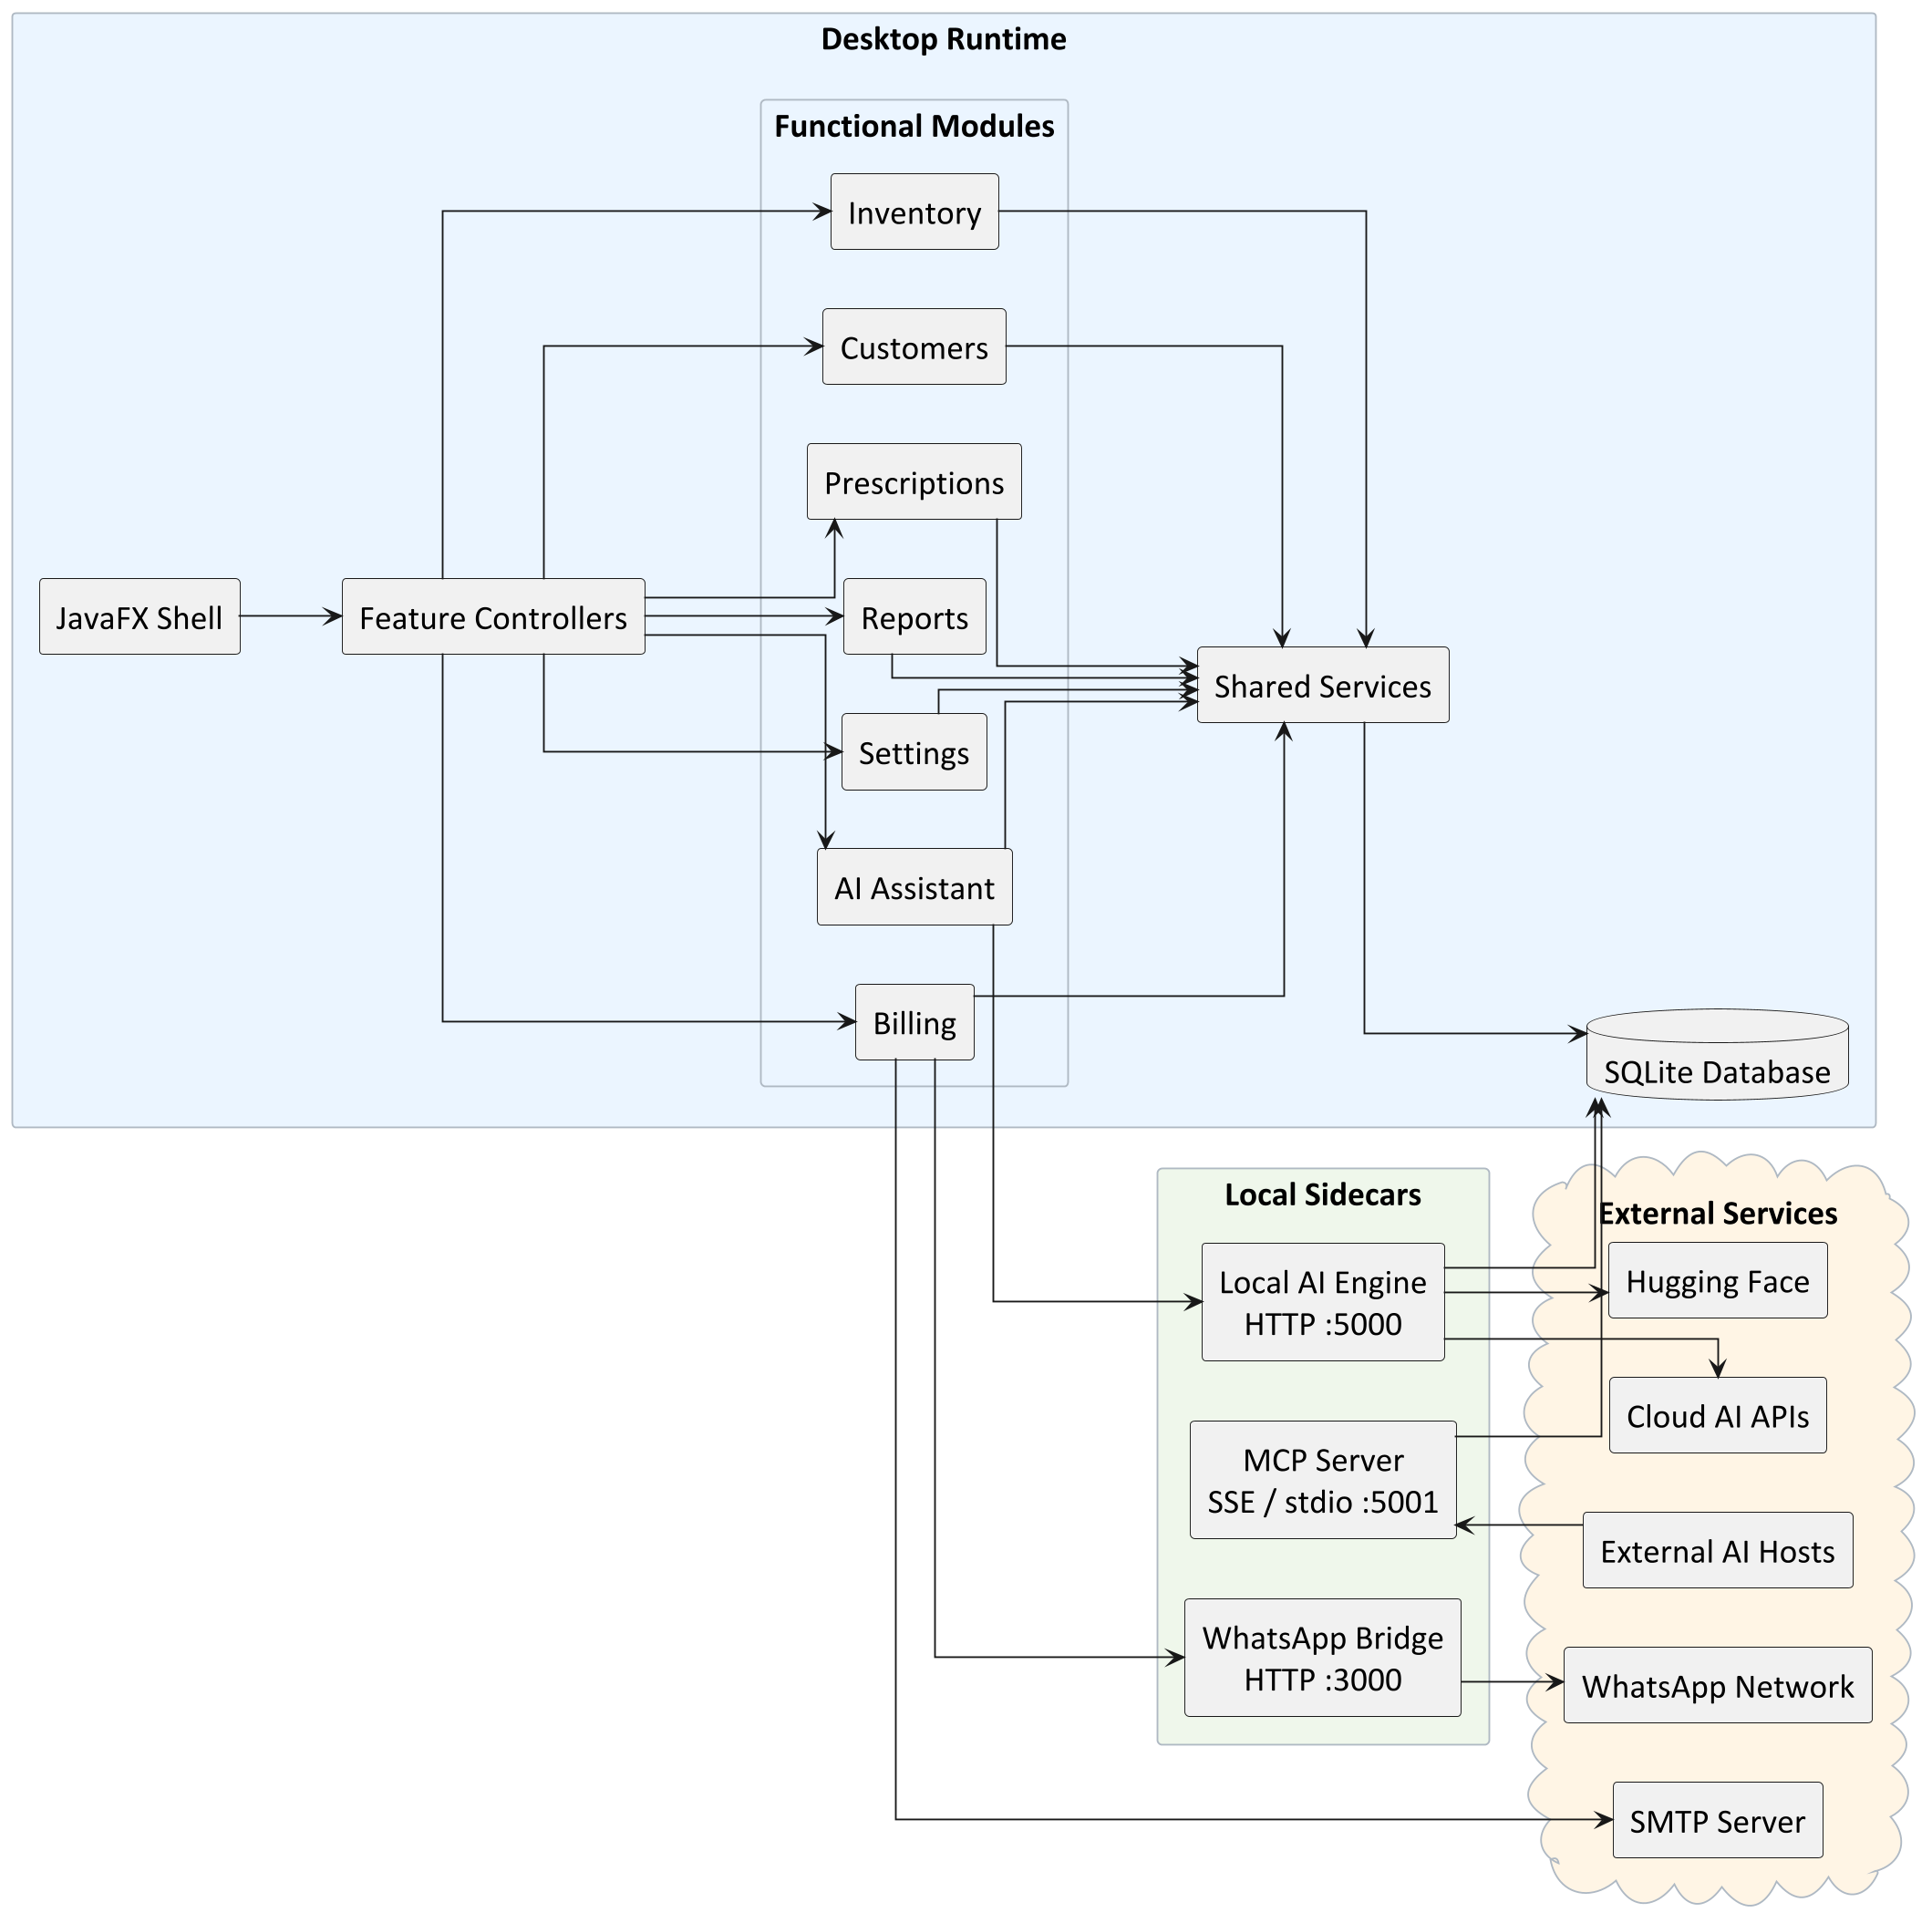 Desktop Runtime
Functional Modules
Inventory
Customers
Prescriptions
JavaFX Shell
Feature Controllers
Reports
Shared Services
Settings
AI Assistant
Billing
SQLite Database
Local Sidecars
External Services
Local AI Engine
HTTP :5000
Hugging Face
Cloud AI APIs
MCP Server
SSE / stdio :5001
External AI Hosts
WhatsApp Bridge
HTTP :3000
WhatsApp Network
SMTP Server